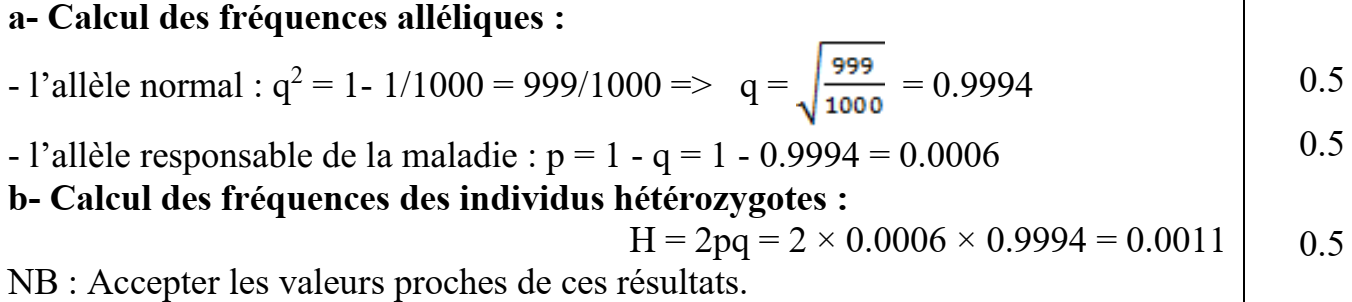 a- Calcul des fréquences alléliques :
- l’allèle normal : q² = 1- 1/1000 = 999/1000 => q = √(999/1000) = 0.9994 0.5
- l’allèle responsable de la maladie : p = 1 - q = 1 - 0.9994 = 0.0006 0.5
b- Calcul des fréquences des individus hétérozygotes :
H = 2pq = 2 × 0.0006 × 0.9994 = 0.0011 0.5
NB : Accepter les valeurs proches de ces résultats.